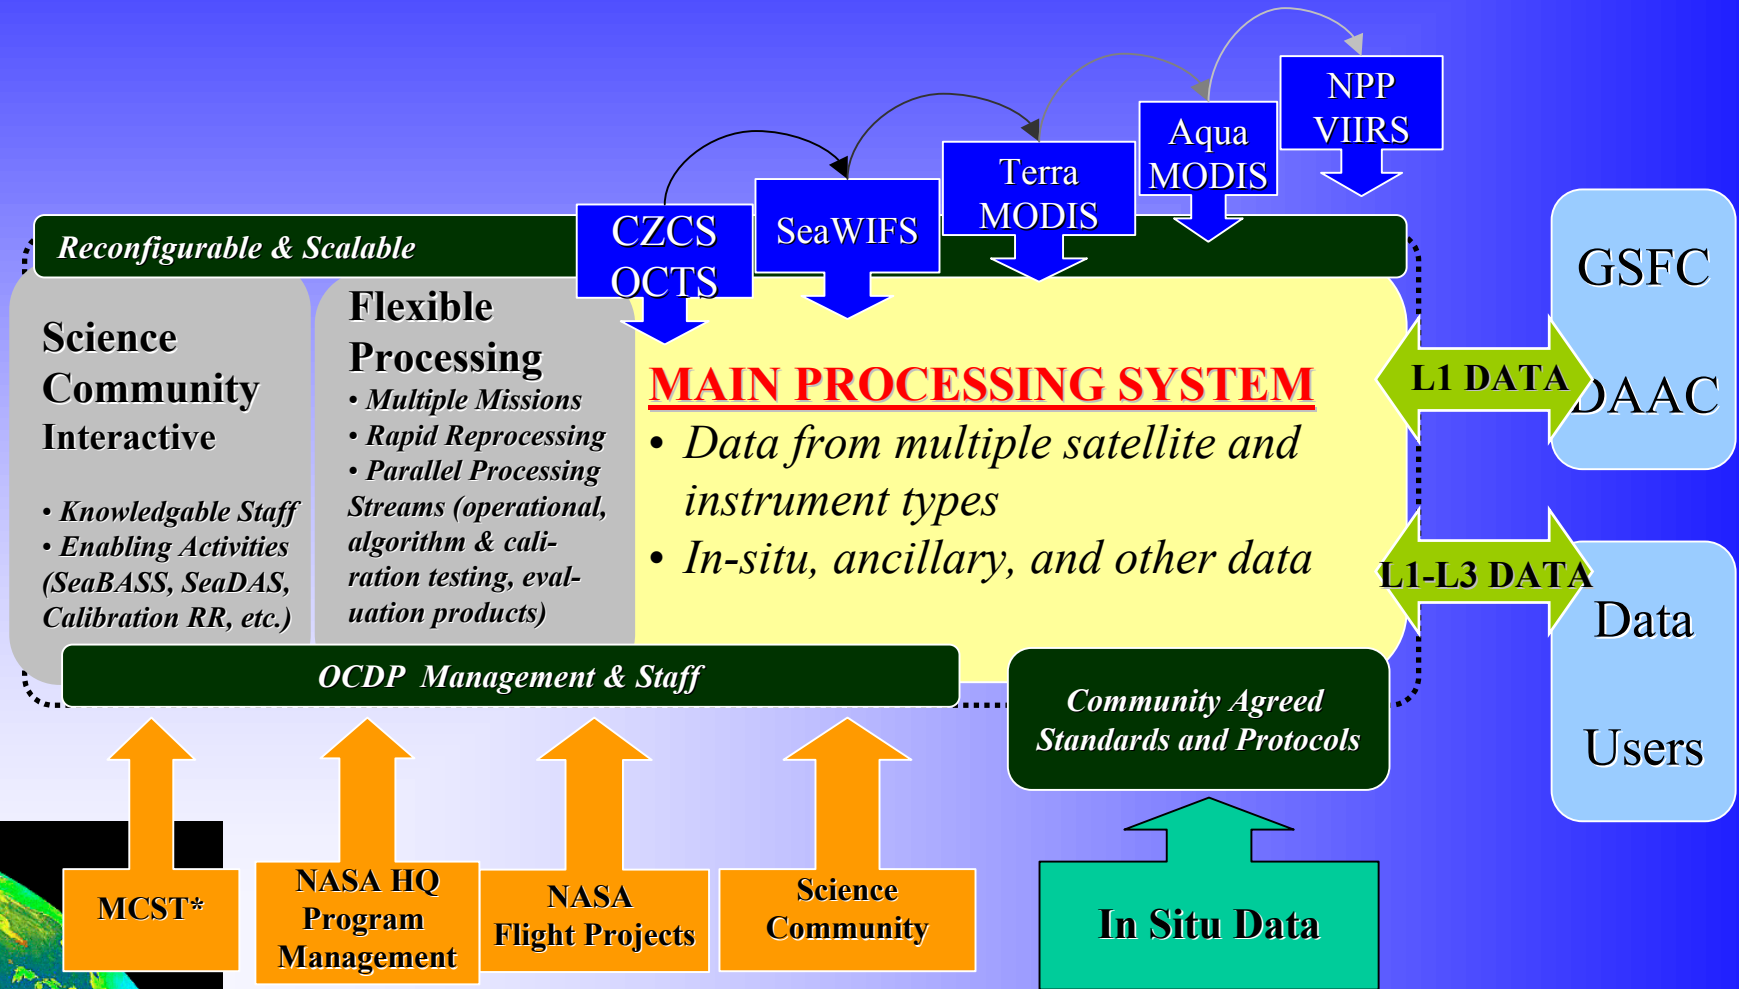 NPP
VIIRS
Aqua
MODIS
Terra
MODIS
SeaWIFS
CZCS
OCTS
Reconfigurable & Scalable
Science
Community
Interactive
• Knowledgable Staff
• Enabling Activities
(SeaBASS, SeaDAS,
Calibration RR, etc.)
Flexible
Processing
• Multiple Missions
• Rapid Reprocessing
• Parallel Processing
Streams (operational,
algorithm & cali-
ration testing, eval-
uation products)
MAIN PROCESSING SYSTEM
• Data from multiple satellite and
instrument types
• In-situ, ancillary, and other data
L1 DATA
GSFC
DAAC
L1-L3 DATA
Data
Users
OCDP Management & Staff
Community Agreed
Standards and Protocols
MCST*
NASA HQ
Program
Management
NASA
Flight Projects
Science
Community
In Situ Data